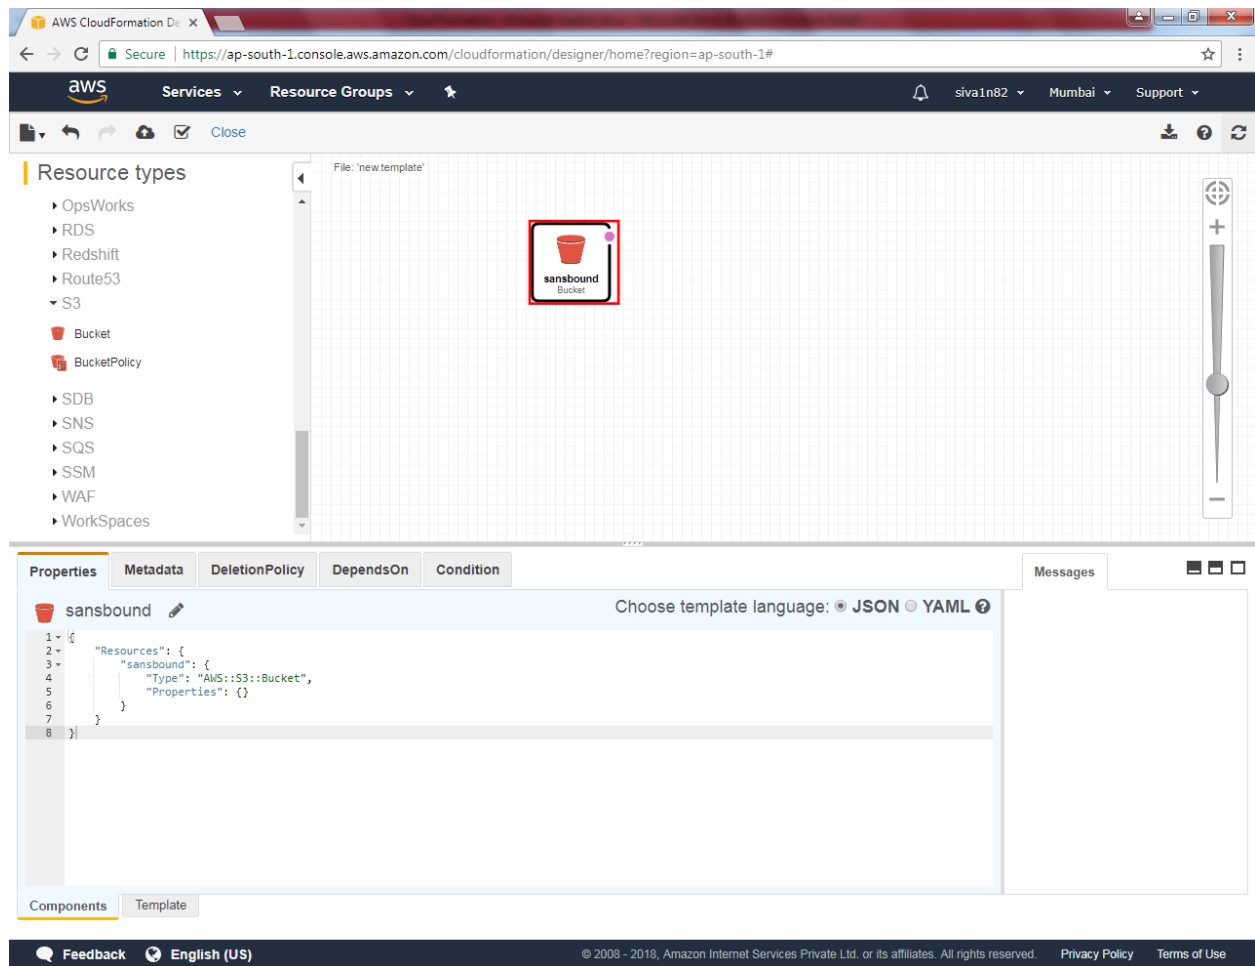 AWS CloudFormation De
Secure | https://ap-south-1.console.aws.amazon.com/cloudformation/designer/home?region=ap-south-1#
aws Services Resource Groups siva1n82 Mumbai Support
Close
Resource types
File: 'new.template'
OpsWorks
RDS
Redshift
Route53
S3
Bucket
BucketPolicy
SDB
SNS
SQS
SSM
WAF
WorkSpaces
sansbound
Bucket
Properties Metadata DeletionPolicy DependsOn Condition Messages
sansbound Choose template language: JSON YAML
1 {
2 "Resources": {
3 "sansbound": {
4 "Type": "AWS::S3::Bucket",
5 "Properties": {}
6 }
7 }
8 }
Components Template
Feedback English (US) © 2008 - 2018, Amazon Internet Services Private Ltd. or its affiliates. All rights reserved. Privacy Policy Terms of Use